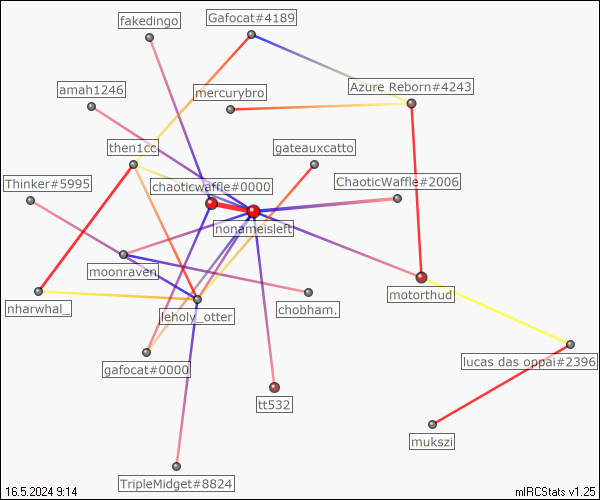 fakedingo
Gafocat#4189
amah1246
mercurybro
Azure Reborn#4243
then1cc
gateauxcatto
Thinker#5995
chaoticwaffle#0000
ChaoticWaffle#2006
nonameisleft
moonraven_
nharwhal_
leholy_otter
chobham.
motorthud
gafocat#0000
lucas das oppai#2396
tt532
mukszi
TripleMidget#8824
16.5.2024 9:14
mIRCStats v1.25